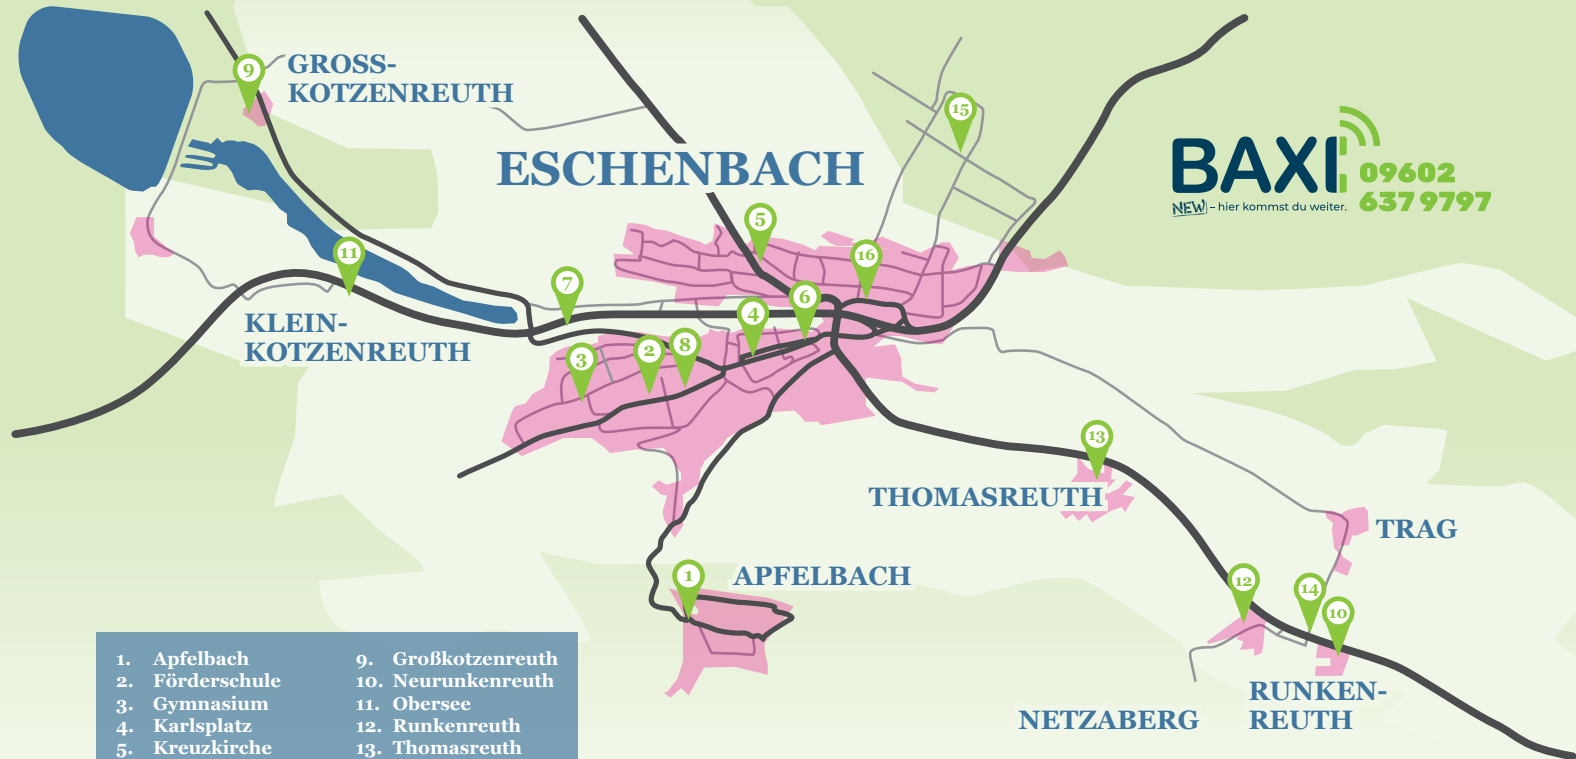 9
GROSS-
KOTZENREUTH
15
BAXI
09602
NEW – hier kommst du weiter.
637 9797
ESCHENBACH
5
11
16
7
6
4
KLEIN-
KOTZENREUTH
3
2
8
13
THOMASREUTH
TRAG
1
APFELBACH
12
14
10
RUNKEN-
REUTH
NETZABERG
1. Apfelbach
2. Förderschule
3. Gymnasium
4. Karlsplatz
5. Kreuzkirche
9. Großkotzenreuth
10. Neurunkenreuth
11. Obersee
12. Runkenreuth
13. Thomasreuth